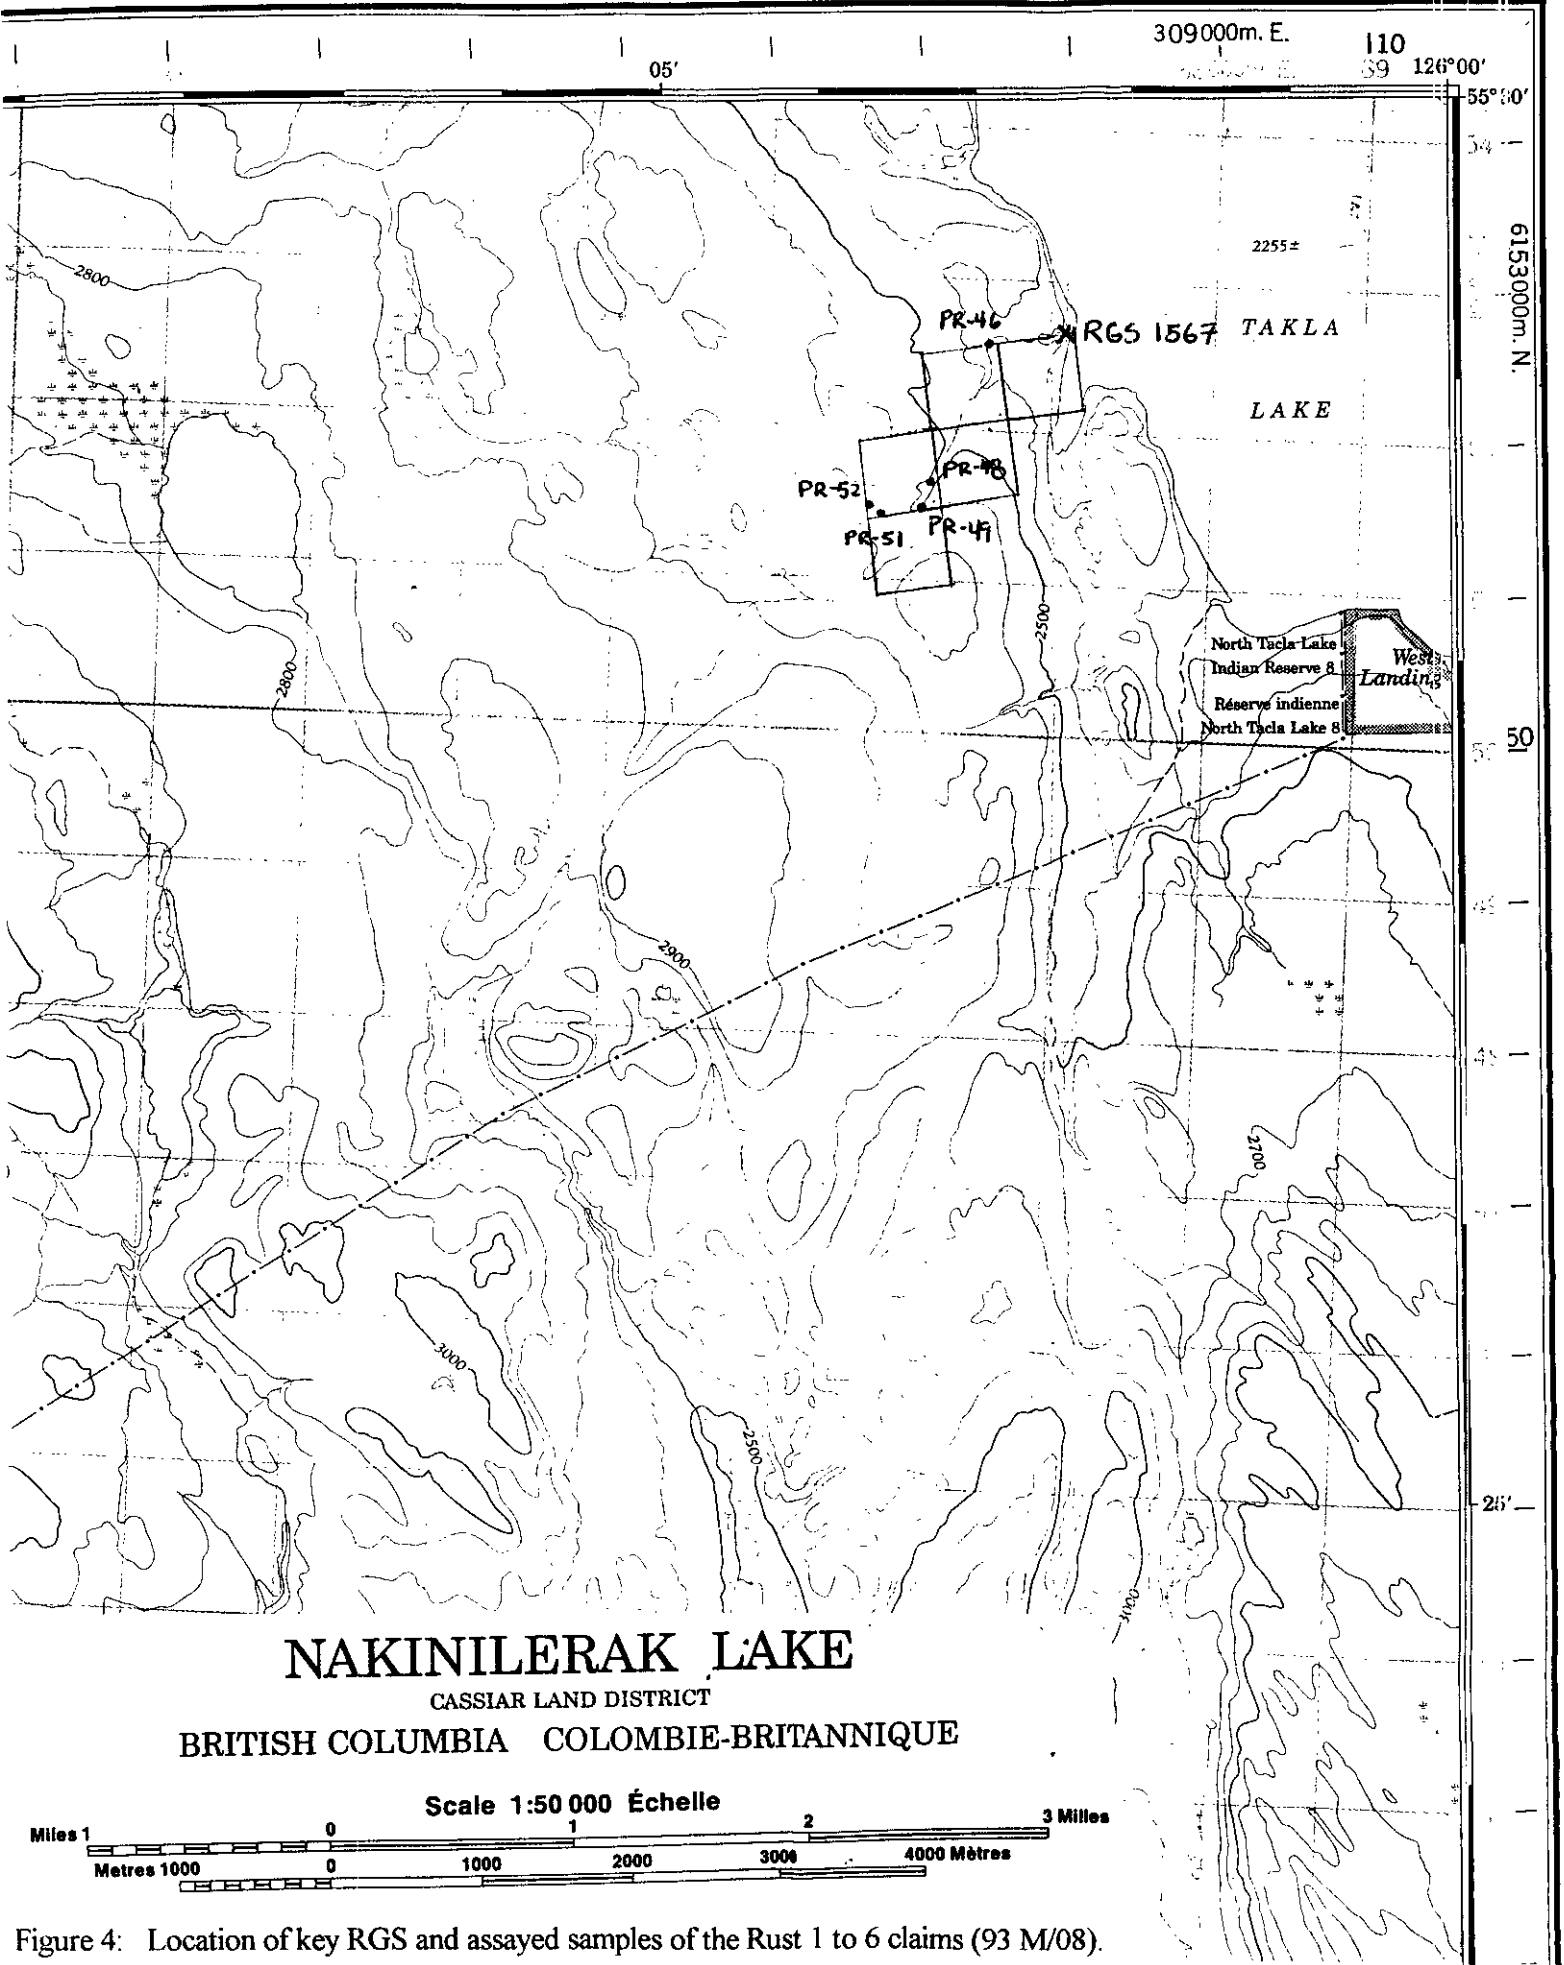 309000m. E.
110
05'
89 126°00'
54
2255±
6153000m. N.
2800
PR-46
RGS 1567
TAKLA
LAKE
PR-48
PR-52
PR-49
PR-51
2500
North Tacla Lake
Indian Reserve 8
West
Landing
2800
Réserve indienne
North Tacla Lake 8
50
2900
2700
3000
2500
25'
3000
NAKINILERAK LAKE
CASSIAR LAND DISTRICT
BRITISH COLUMBIA COLOMBIE-BRITANNIQUE
Scale 1:50 000 Échelle
Miles 1 0 1 2 3 Milles
Metres 1000 0 1000 2000 3000 4000 Mètres
Figure 4: Location of key RGS and assayed samples of the Rust 1 to 6 claims (93 M/08).